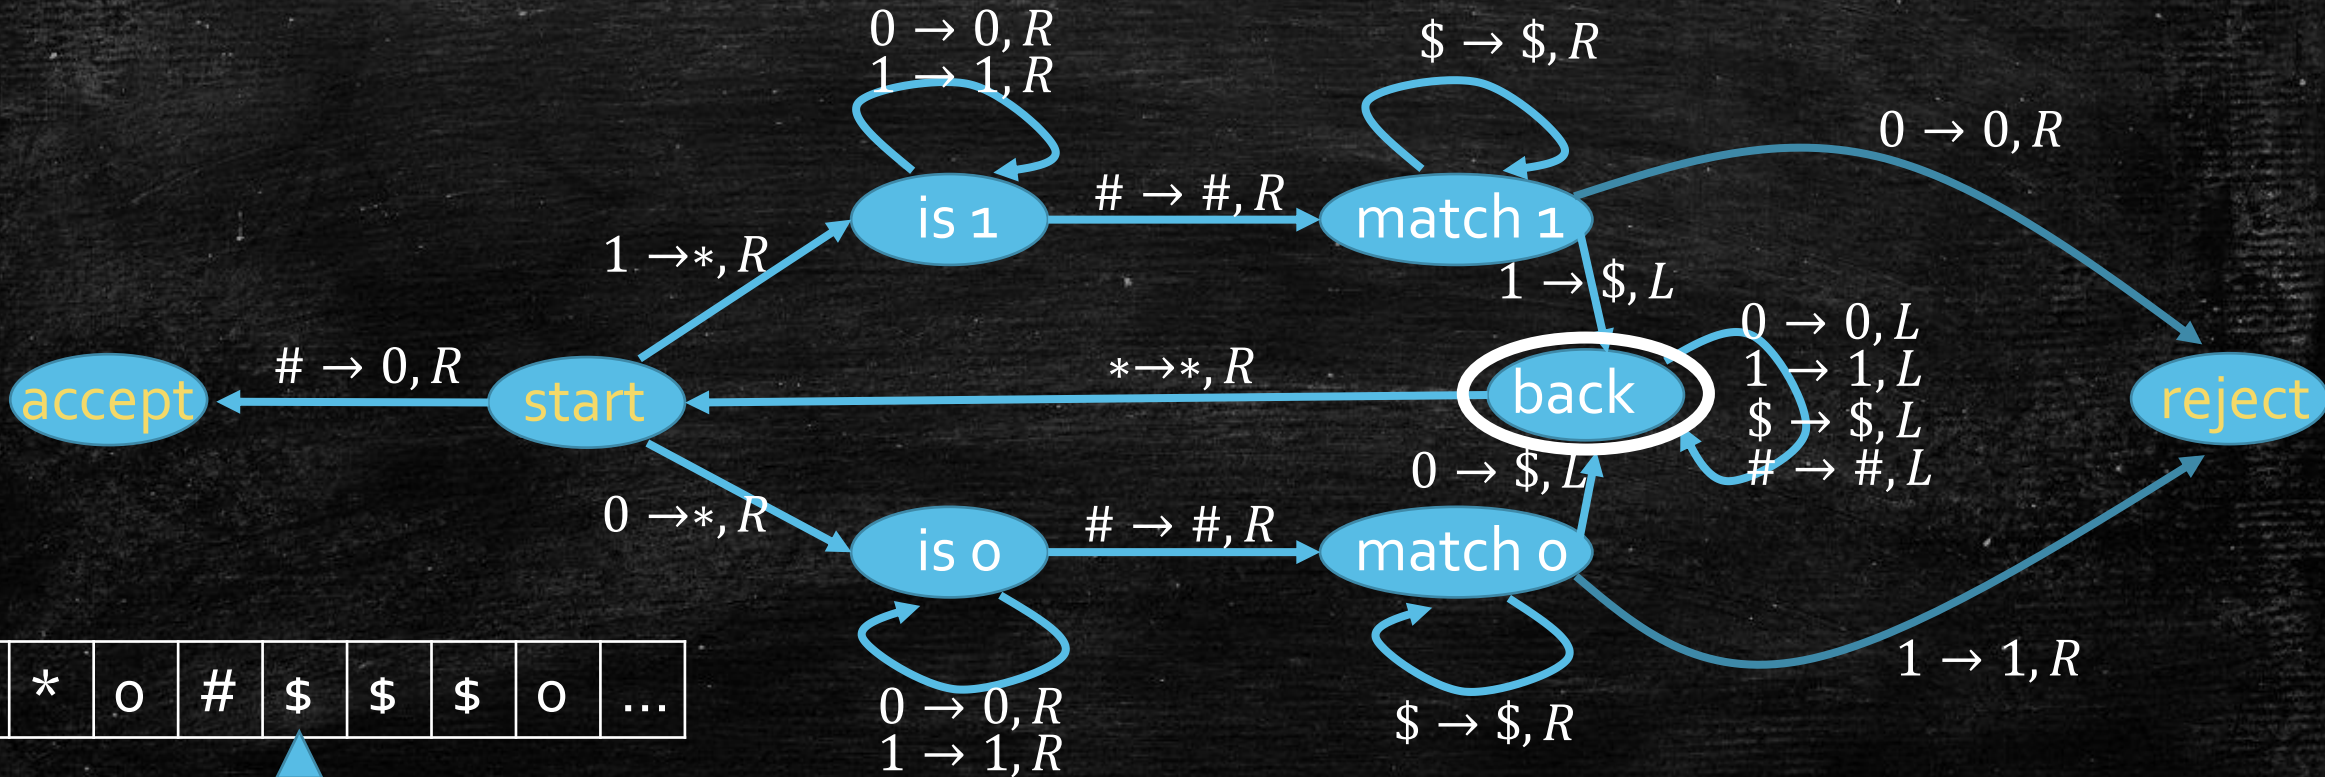 0 → 0, R
1 → 1, R
$ → $, R
0 → 0, R
is 1
# → #, R
match 1
1 →*, R
1 → $, L
0 → 0, L
1 → 1, L
$ → $, L
# → #, L
accept
# → 0, R
start
*→*, R
back
reject
0 → $, L
0 →*, R
is 0
# → #, R
match 0
1 → 1, R
* 0 # $ $ $ 0 ...
0 → 0, R
1 → 1, R
$ → $, R